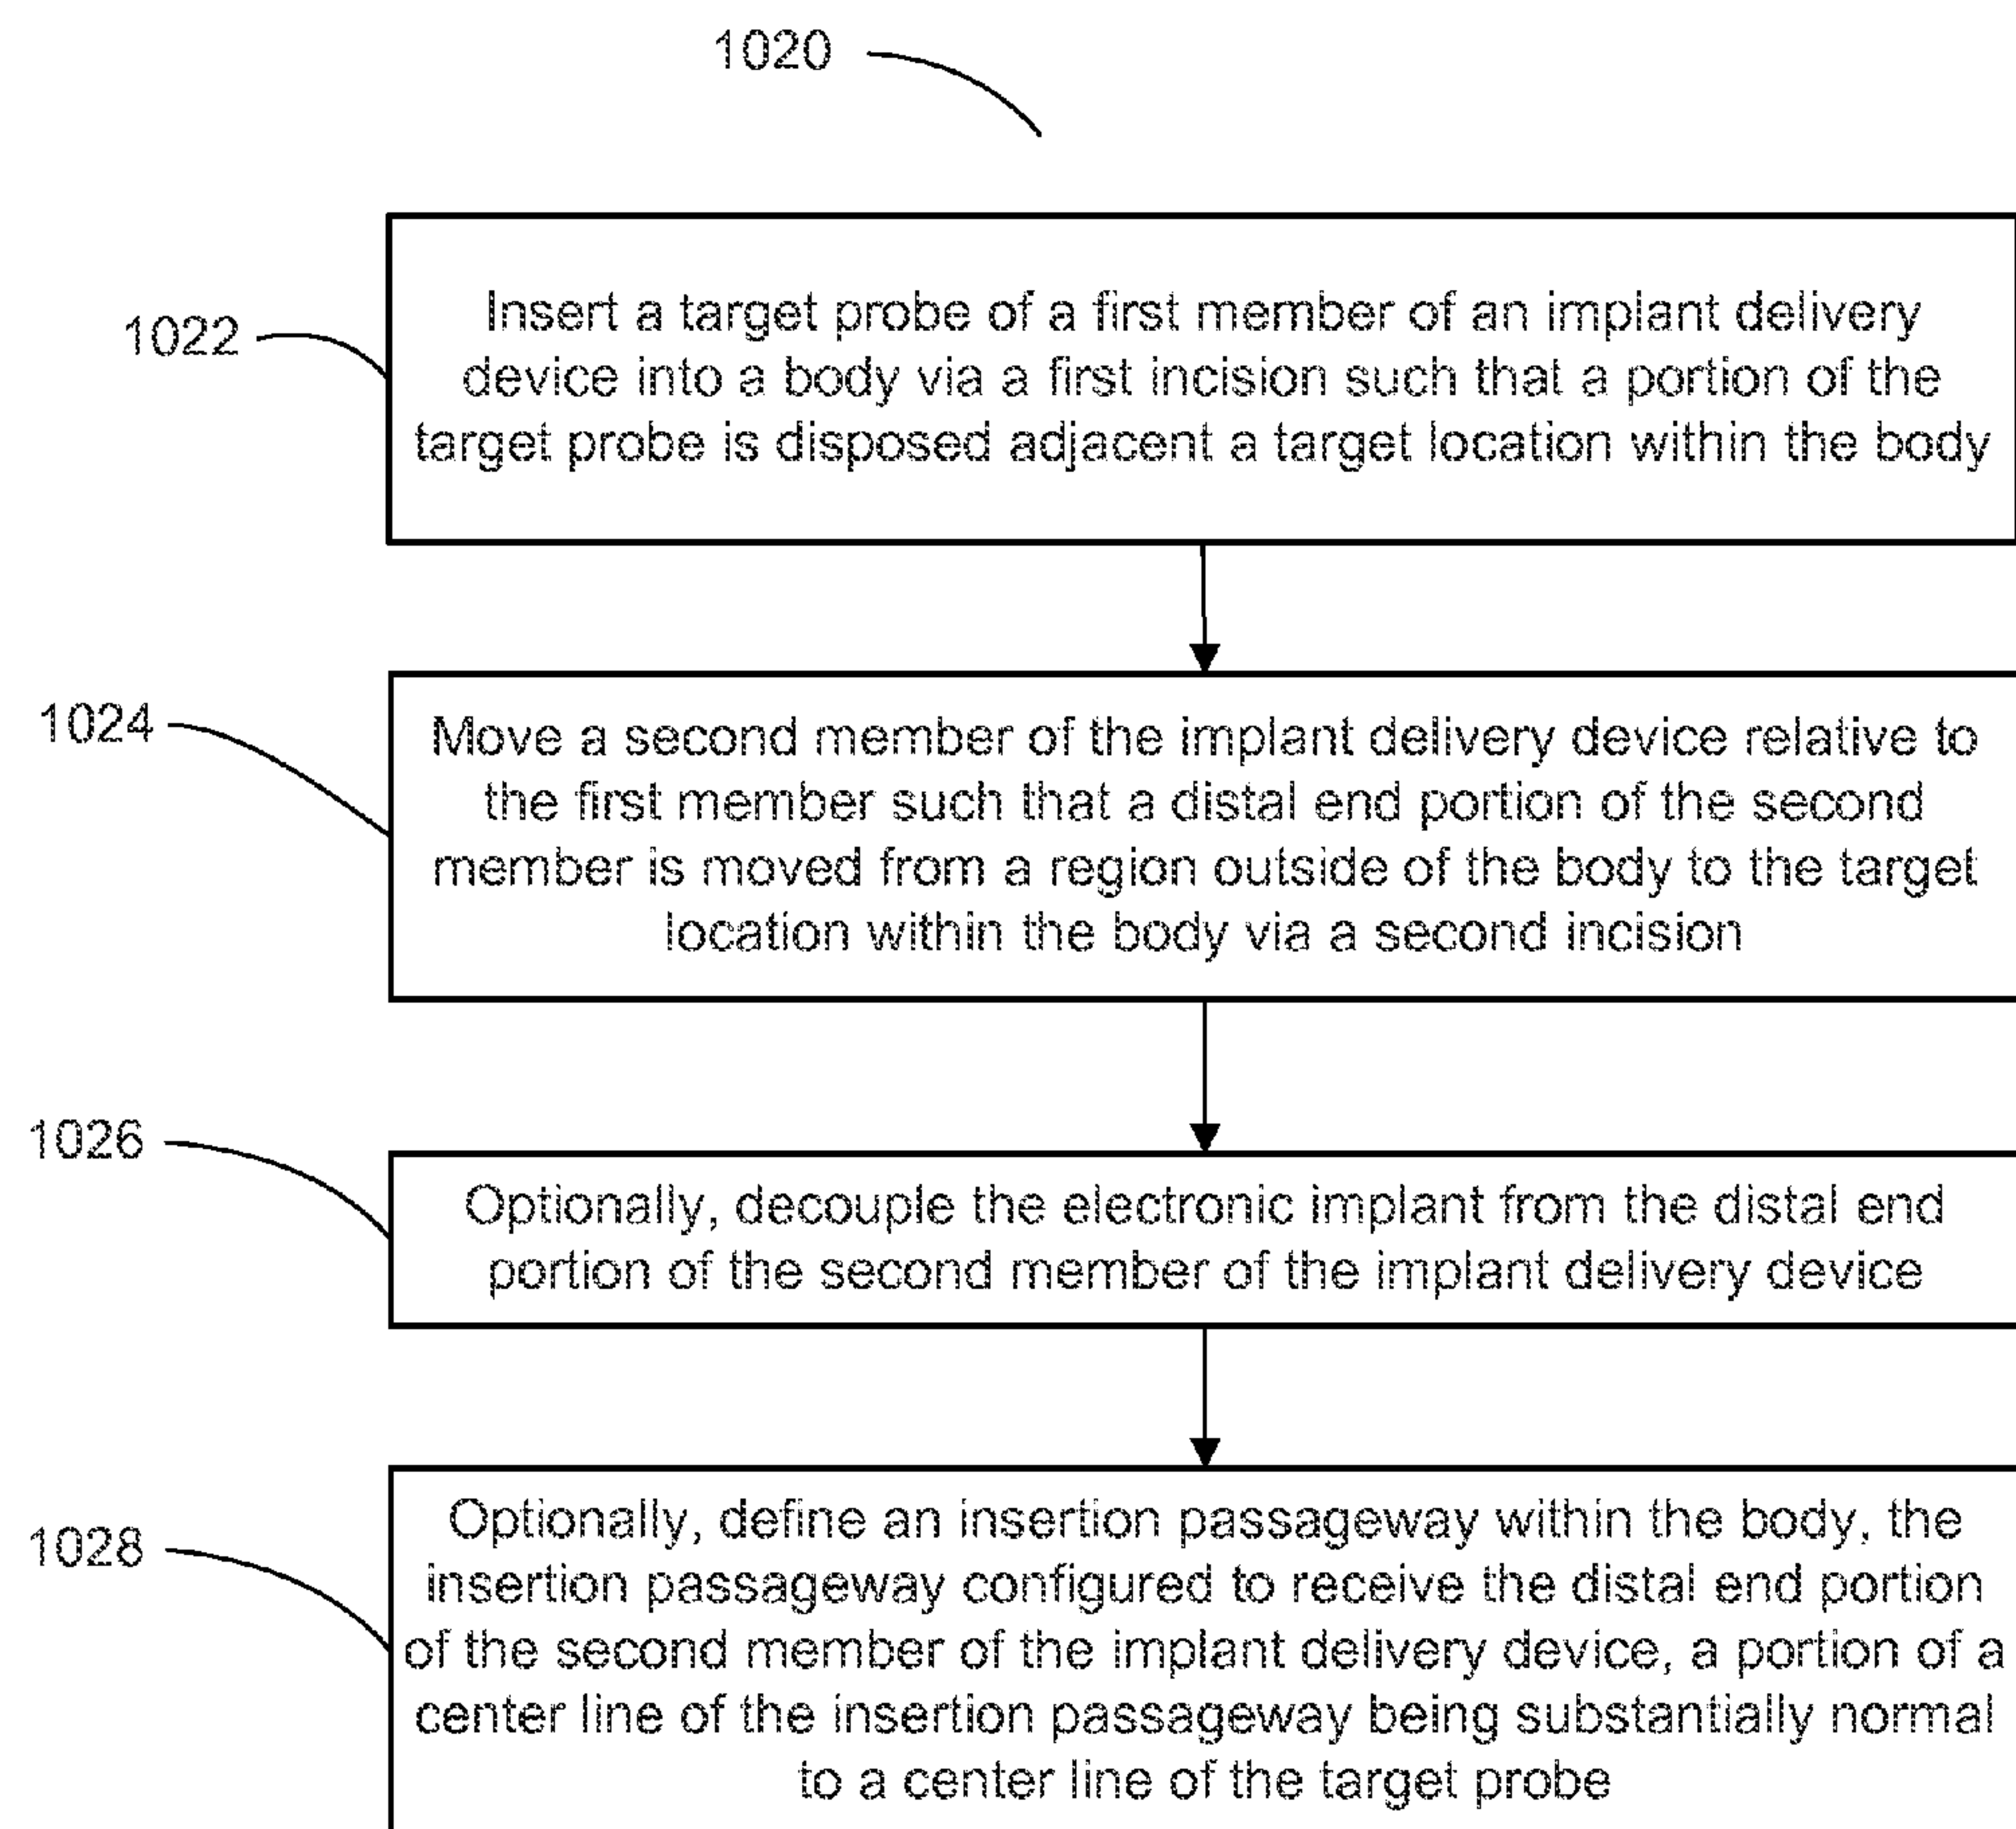 1020
1022
Insert a target probe of a first member of an implant delivery
device into a body via a first incision such that a portion of the
target probe is disposed adjacent a target location within the body
1024
Move a second member of the implant delivery device relative to
the first member such that a distal end portion of the second
member is moved from a region outside of the body to the target
location within the body via a second incision
1026
Optionally, decouple the electronic implant from the distal end
portion of the second member of the implant delivery device
1028
Optionally, define an insertion passageway within the body, the
insertion passageway configured to receive the distal end portion
of the second member of the implant delivery device, a portion of a
center line of the insertion passageway being substantially normal
to a center line of the target probe